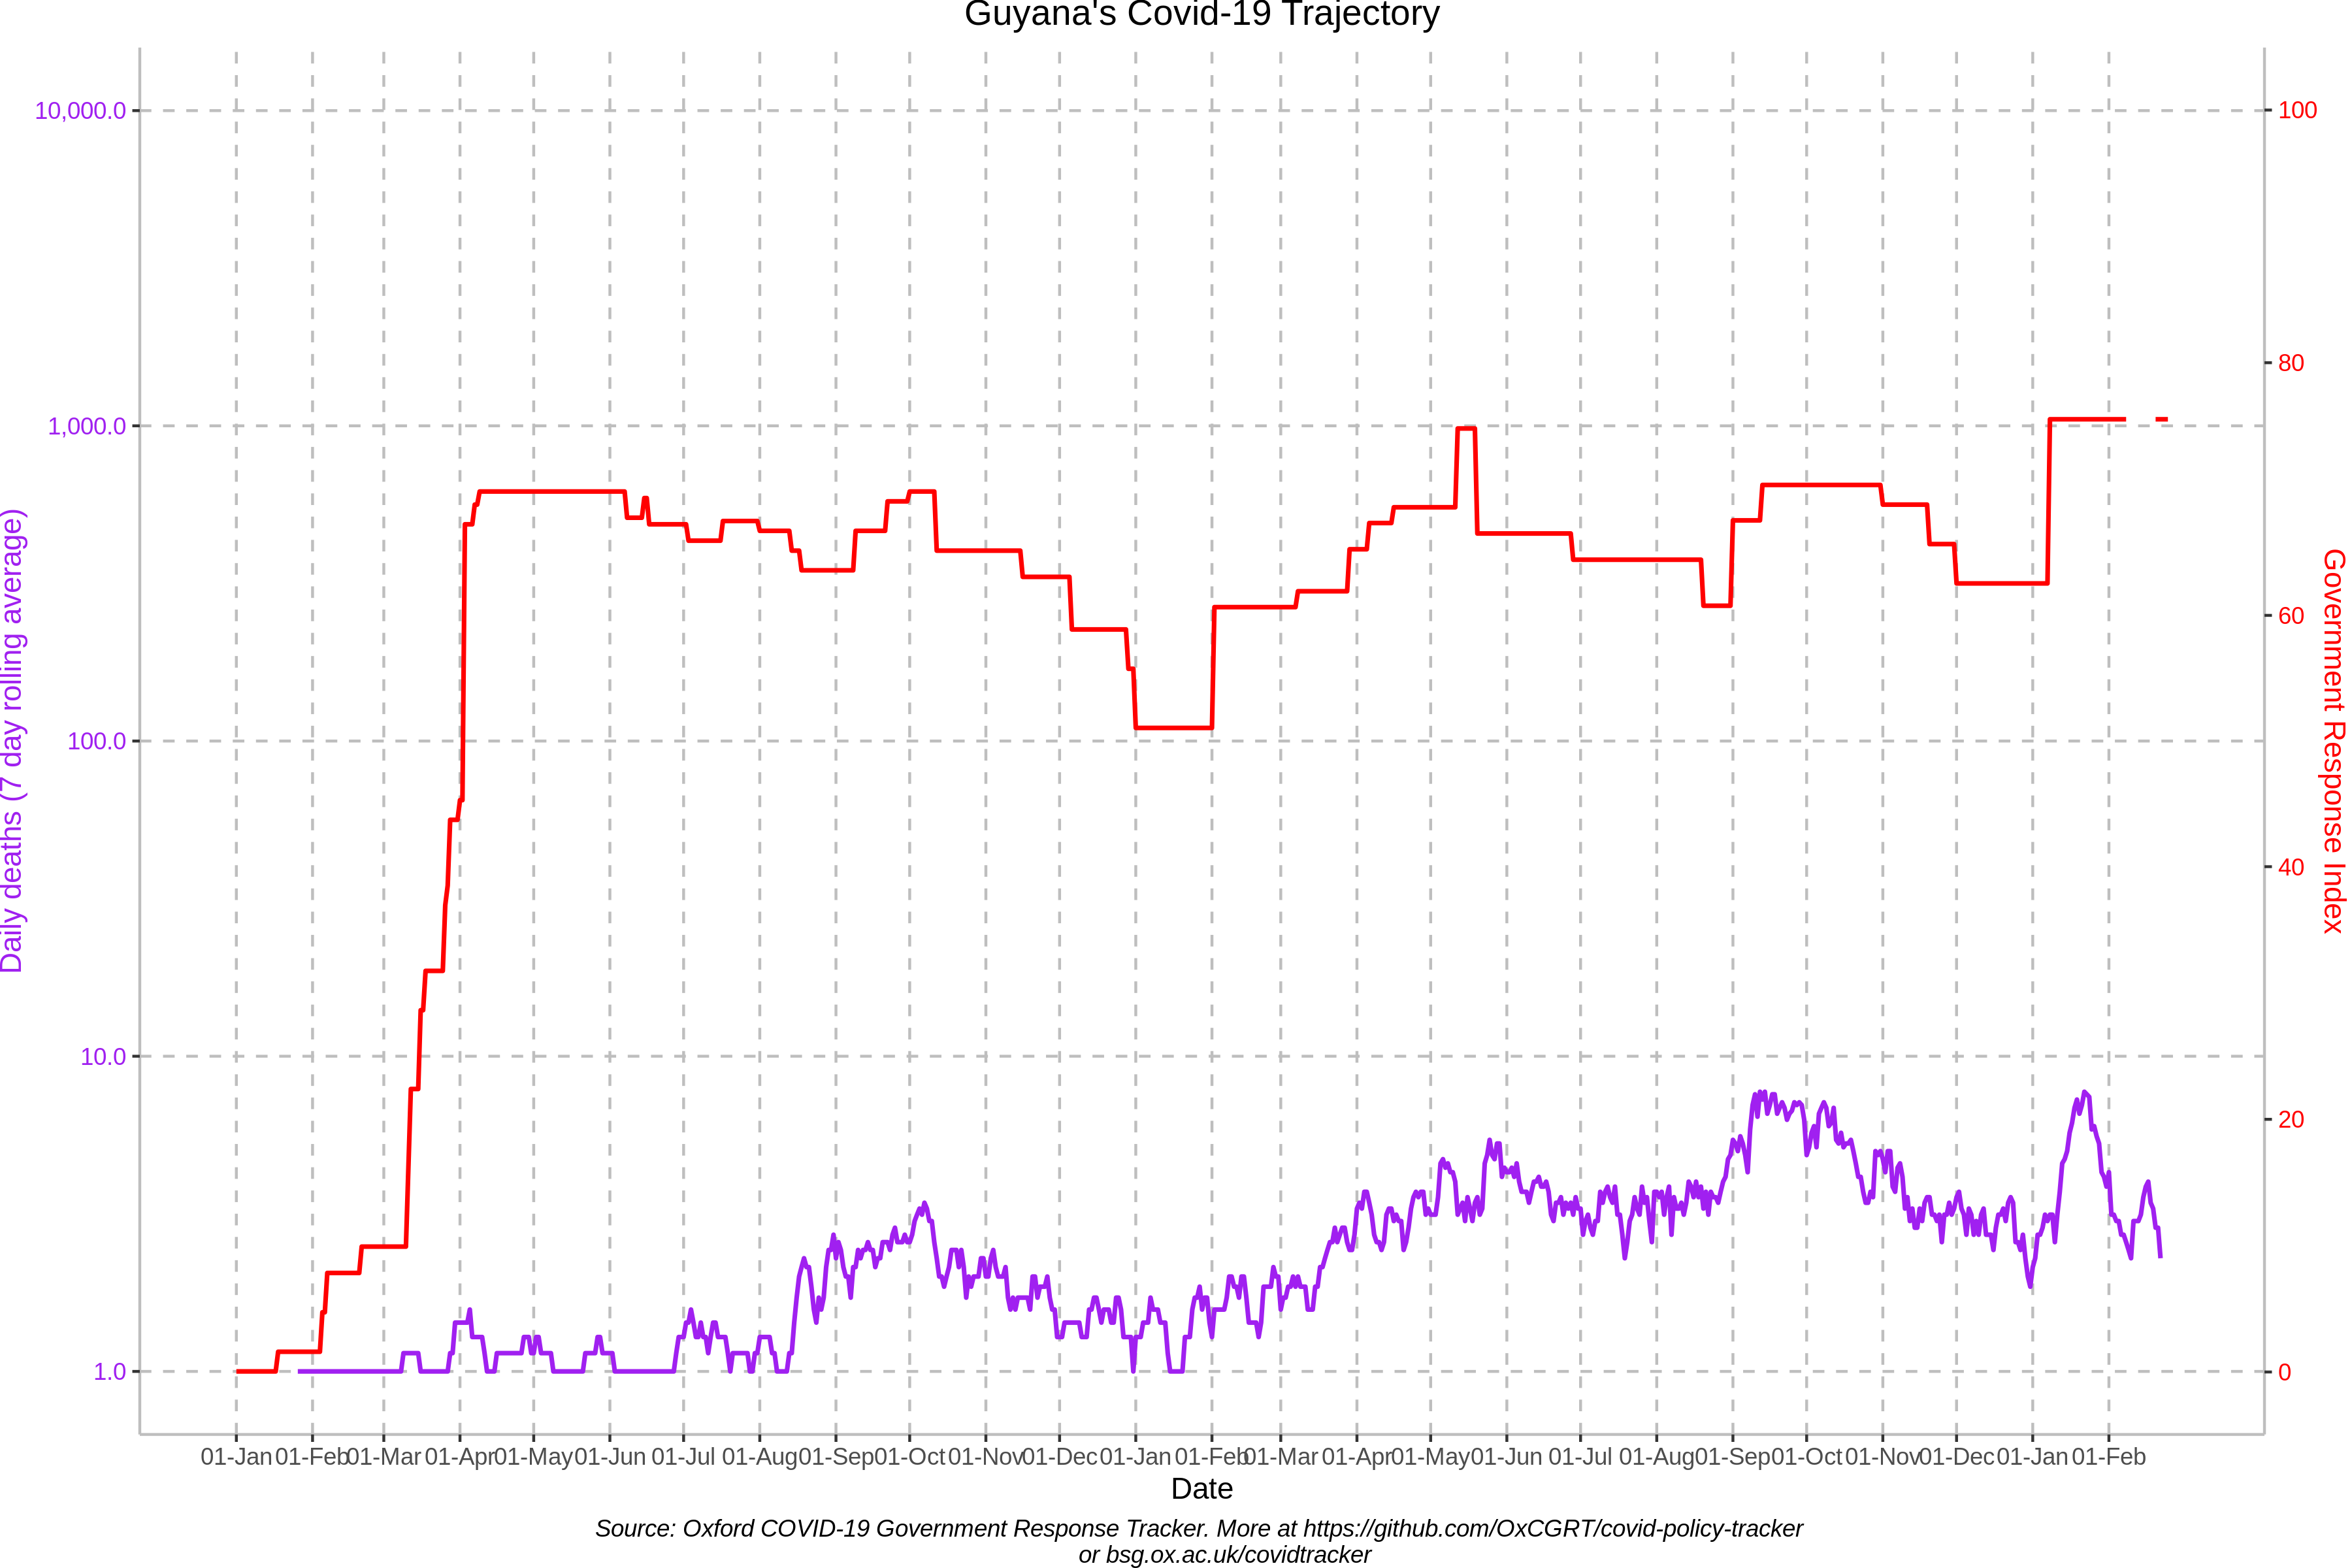 Guyana's Covid-19 Trajectory
10,000.0
1,000.0
100.0
10.0
1.0
Daily deaths (7 day rolling average)
100
80
60
40
20
0
Government Response Index
01-Jan 01-Feb 01-Mar 01-Apr 01-May 01-Jun 01-Jul 01-Aug 01-Sep 01-Oct 01-Nov 01-Dec 01-Jan 01-Feb 01-Mar 01-Apr 01-May 01-Jun 01-Jul 01-Aug 01-Sep 01-Oct 01-Nov 01-Dec 01-Jan 01-Feb
Date
Source: Oxford COVID-19 Government Response Tracker. More at https://github.com/OxCGRT/covid-policy-tracker
or bsg.ox.ac.uk/covidtracker